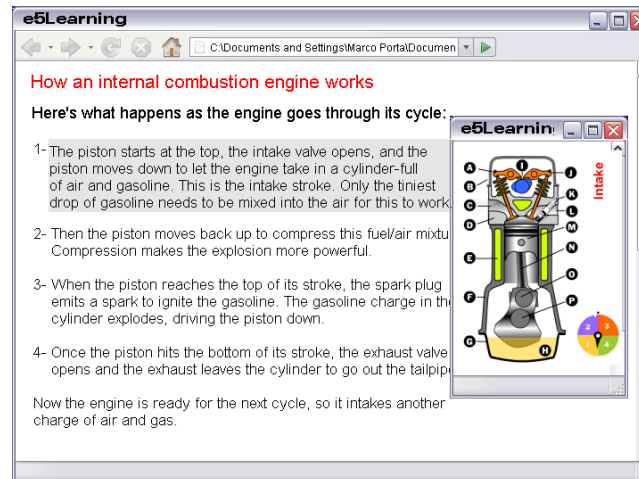 e5Learning
C:\Documents and Settings\Marco Porta\Documen
How an internal combustion engine works
Here's what happens as the engine goes through its cycle:
1- The piston starts at the top, the intake valve opens, and the
piston moves down to let the engine take in a cylinder-full
of air and gasoline. This is the intake stroke. Only the tiniest
drop of gasoline needs to be mixed into the air for this to work.
2- Then the piston moves back up to compress this fuel/air mixtu
Compression makes the explosion more powerful.
3- When the piston reaches the top of its stroke, the spark plug
emits a spark to ignite the gasoline. The gasoline charge in the
cylinder explodes, driving the piston down.
4- Once the piston hits the bottom of its stroke, the exhaust valve
opens and the exhaust leaves the cylinder to go out the tailpipe
Now the engine is ready for the next cycle, so it intakes another
charge of air and gas.
e5Learnin
Intake
I
A
J
B
K
C
L
D
M
E
N
O
F
P
G
H
2 3
1 4